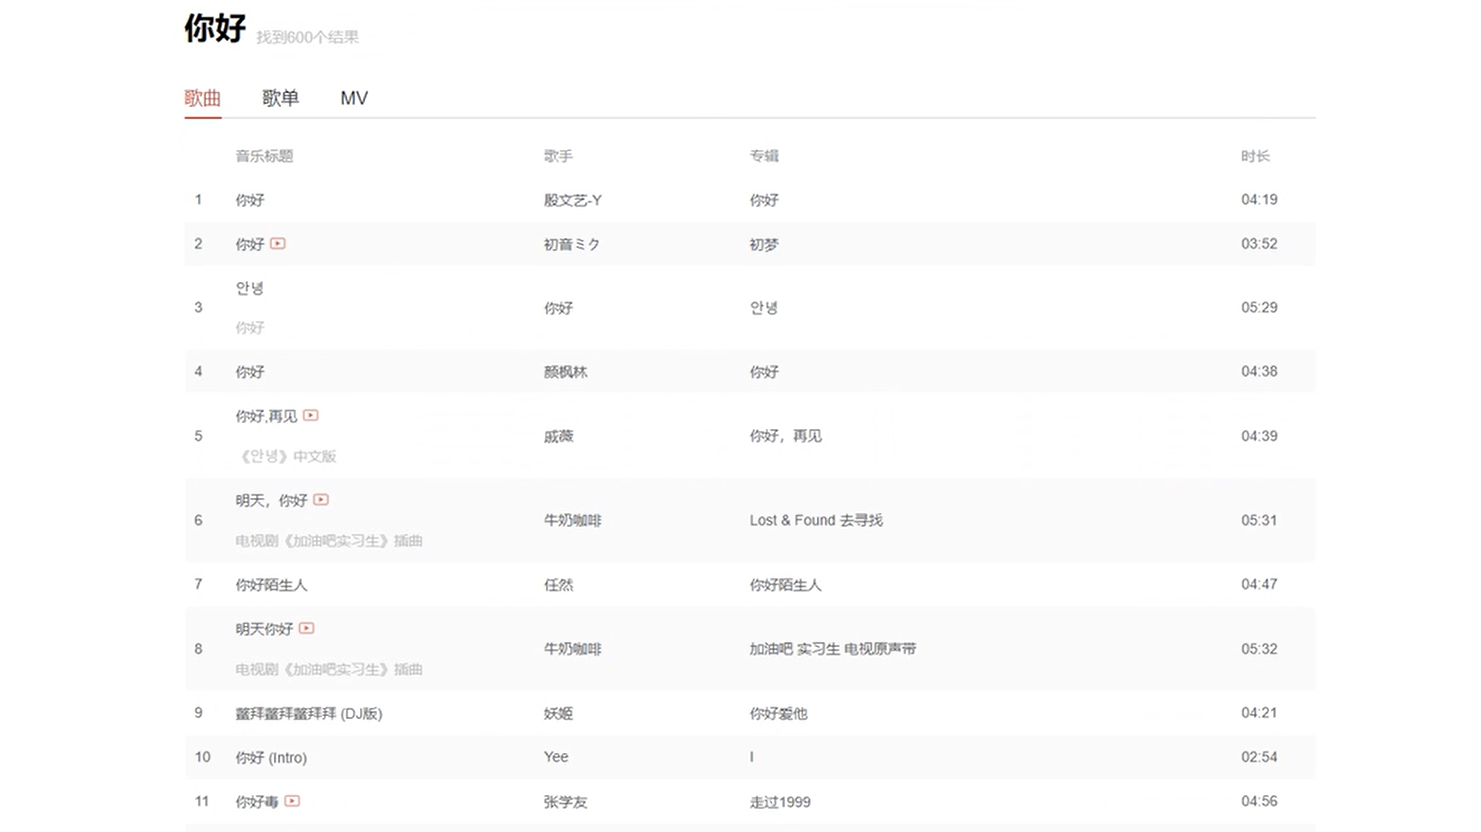 你好 找到600个结果
歌曲 歌单 MV
音乐标题 歌手 专辑 时长
1 你好 殷文艺-Y 你好 04:19
2 你好 初音ミク 初梦 03:52
안녕
3 你好 안녕 05:29
你好
4 你好 颜枫林 你好 04:38
你好,再见
5 戚薇 你好，再见 04:39
《안녕》中文版
明天，你好
6 牛奶咖啡 Lost & Found 去寻找 05:31
电视剧《加油吧实习生》插曲
7 你好陌生人 任然 你好陌生人 04:47
明天你好
8 牛奶咖啡 加油吧 实习生 电视原声带 05:32
电视剧《加油吧实习生》插曲
9 (DJ版) 妖姬 你好爱他 04:21
10 你好 (Intro) Yee I 02:54
11 你好毒 张学友 走过1999 04:56